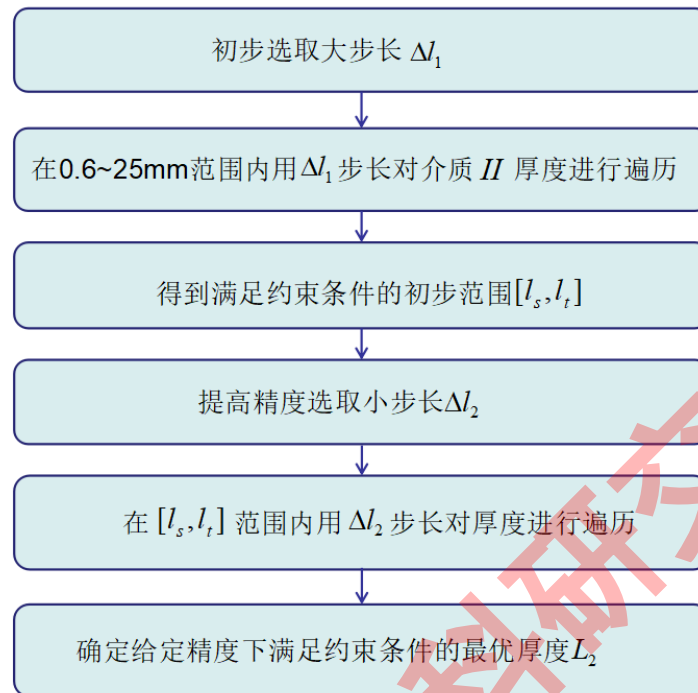 初步选取大步长 Δl₁
在0.6~25mm范围内用Δl₁步长对介质 II 厚度进行遍历
得到满足约束条件的初步范围[lₛ,lₜ]
提高精度选取小步长Δl₂
在 [lₛ,lₜ] 范围内用 Δl₂ 步长对厚度进行遍历
确定给定精度下满足约束条件的最优厚度L₂
科研交